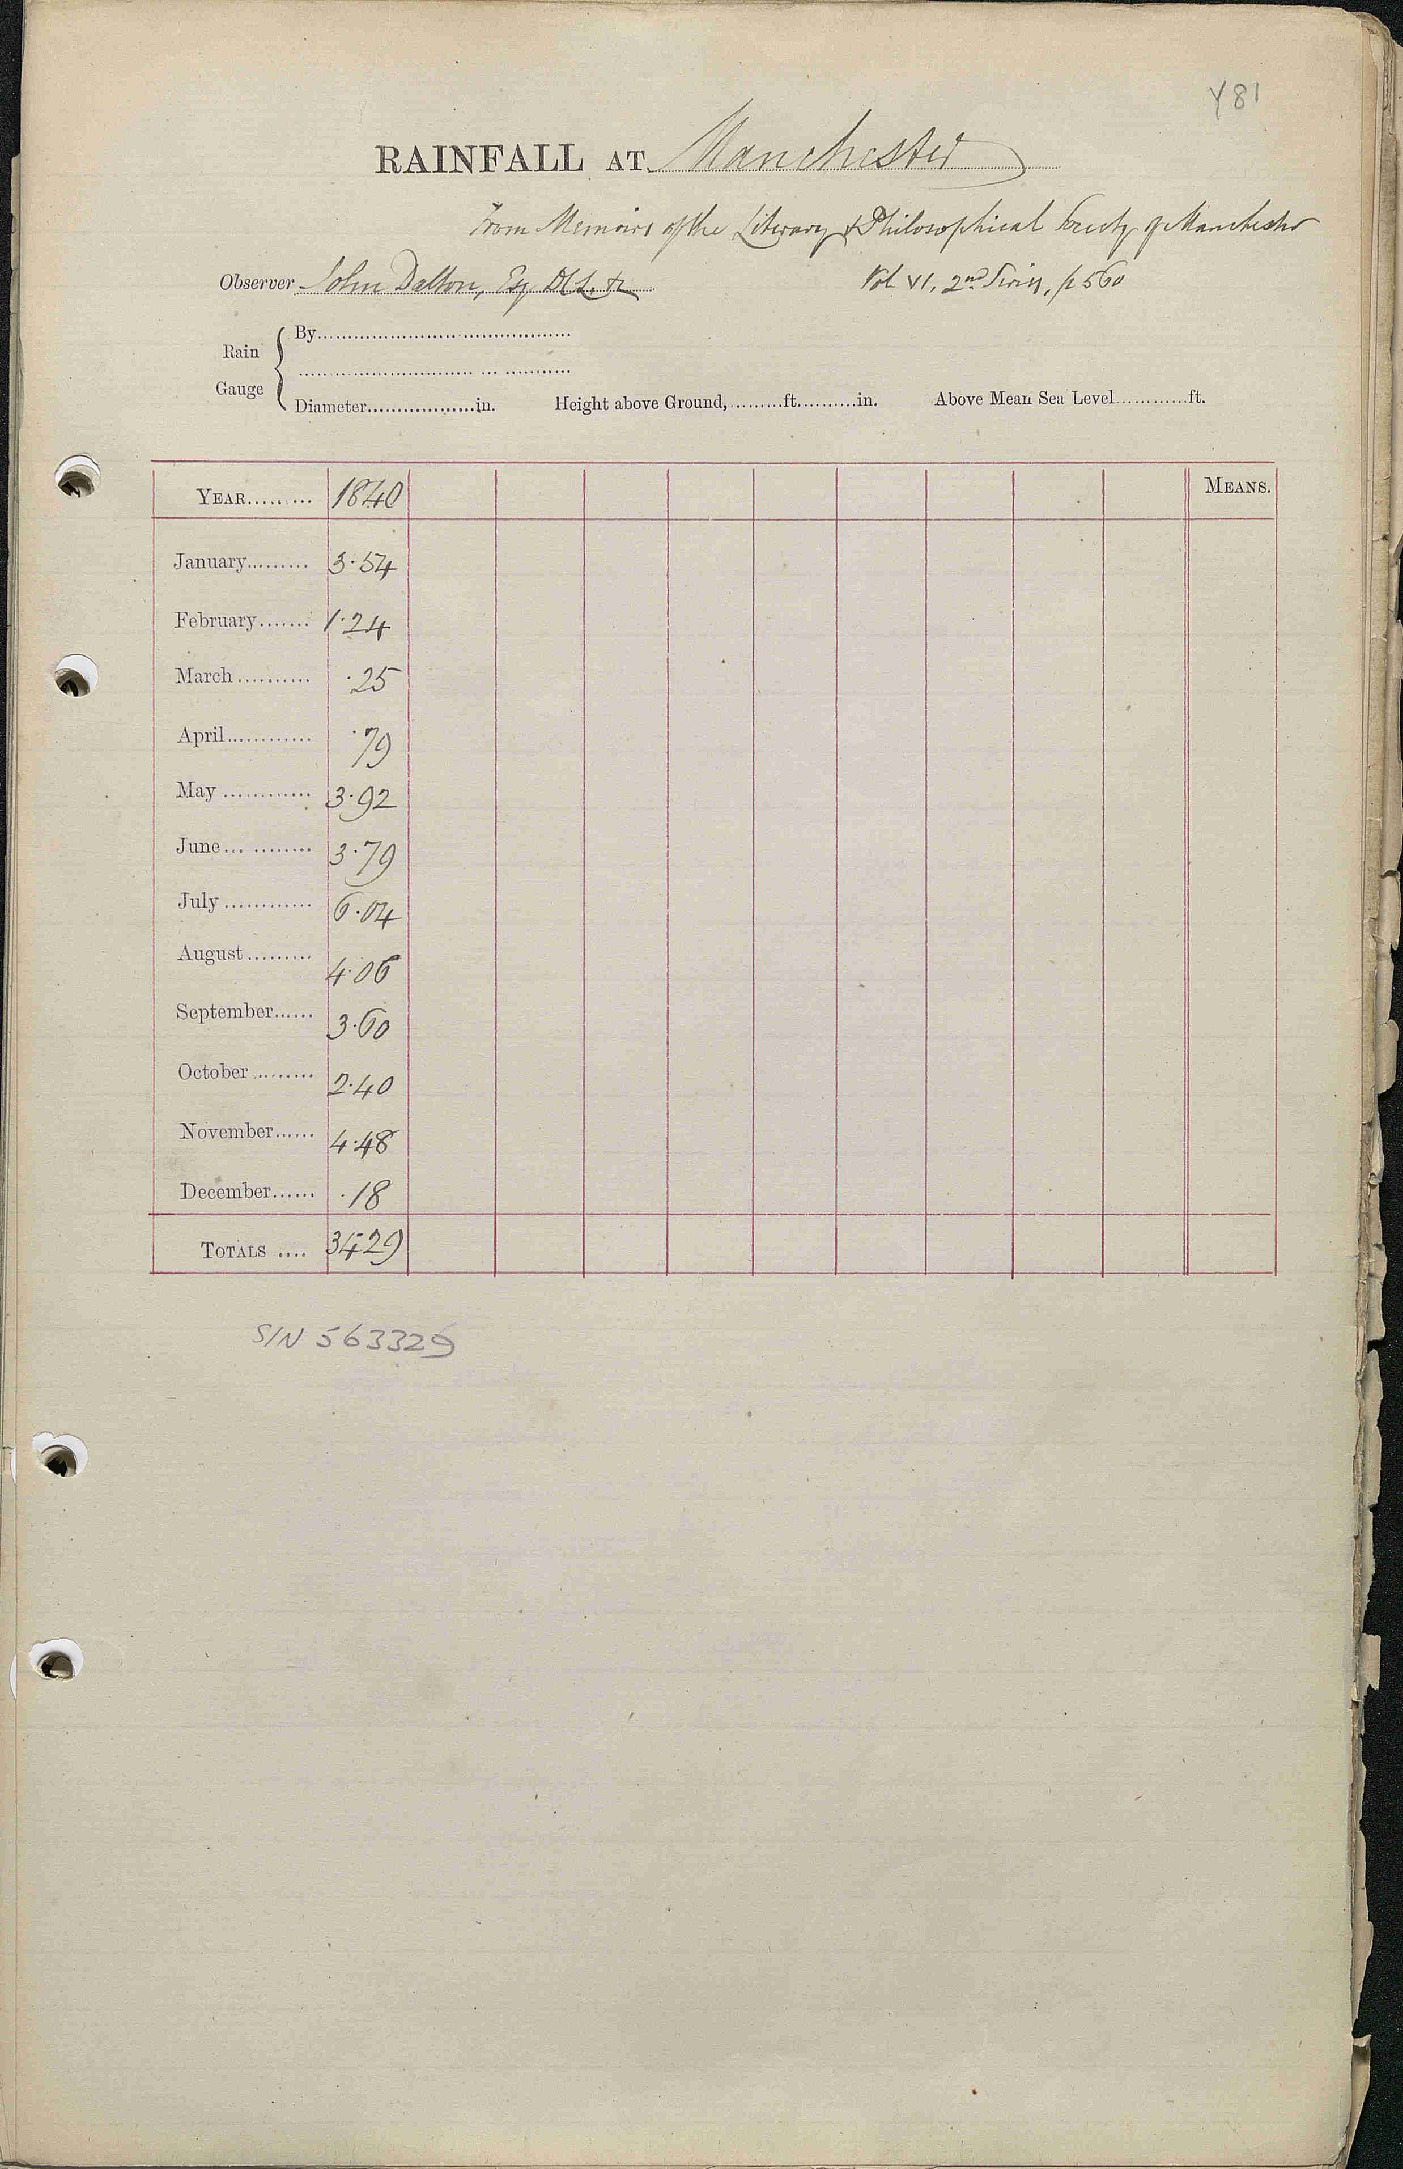 Y81
RAINFALL AT Manchester
From Memoirs of the Literary & Philosophical Society of Manchester
Observer John Dalton, Esq D.C.L. &c
Vol VI, 2nd Series, p 560
Rain Gauge
By
Diameter in. Height above Ground, ft. in. Above Mean Sea Level ft.
YEAR 1840 MEANS.
January 3.54
February 1.24
March .25
April .79
May 3.92
June 3.79
July 6.04
August 4.06
September 3.60
October 2.40
November 4.48
December .18
TOTALS 34.29
S/N 563329